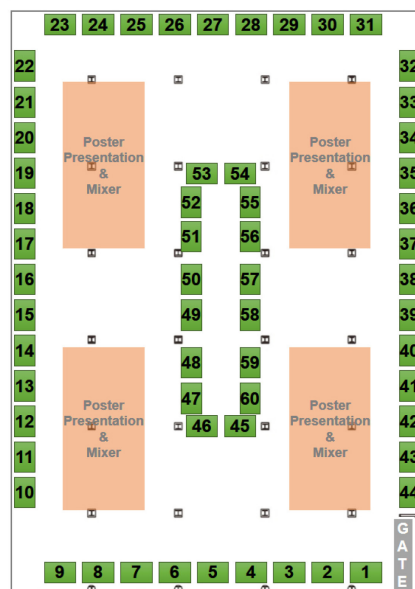 23 24 25 26 27 28 29 30 31
22
32
21
33
20
34
Poster
Presentation
&
Mixer
Poster
Presentation
&
Mixer
19
53 54
35
18
52 55
36
17
51 56
37
16
50 57
38
15
49 58
39
14
48 59
40
13
47 60
41
Poster
Presentation
&
Mixer
Poster
Presentation
&
Mixer
12
46 45
42
11
43
10
44
GATE
9 8 7 6 5 4 3 2 1